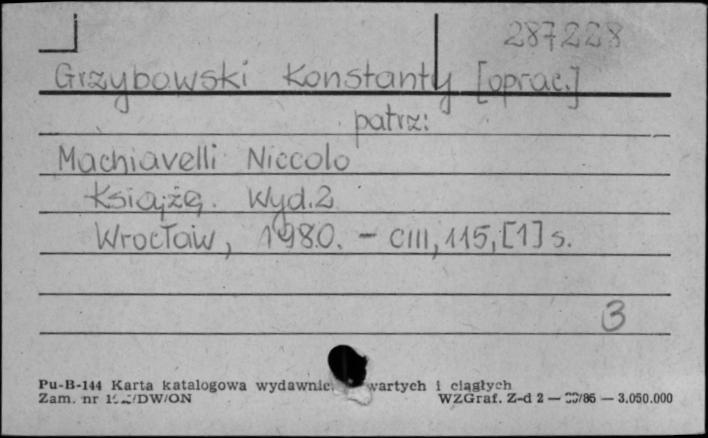 287228
Grzybowski Konstanty [oprac.]
patrz:
Machiavelli Niccolo
Książę. Wyd.2
Wrocław, 1980. – CIII, 115, [1] s.
3
Pu-B-144 Karta katalogowa wydawnic wartych i ciągłych
Zam. nr /DW/ON WZGraf. Z-d 2 — /86 — 3.050.000